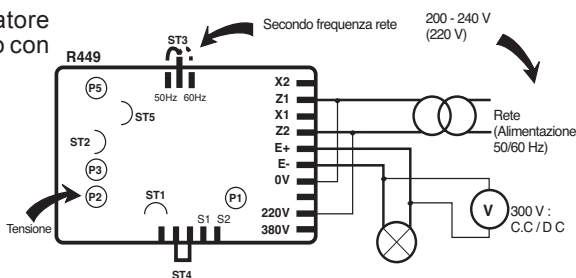 atore
o con
Secondo frequenza rete
200 - 240 V
(220 V)
R449
ST3
50Hz 60Hz
P5
ST5
ST2
P3
P2
Tensione
ST1
P1
S1 S2
ST4
X2
Z1
X1
Z2
E+
E-
0V
220V
380V
Rete
(Alimentazione
50/60 Hz)
V
300 V :
C.C / D C